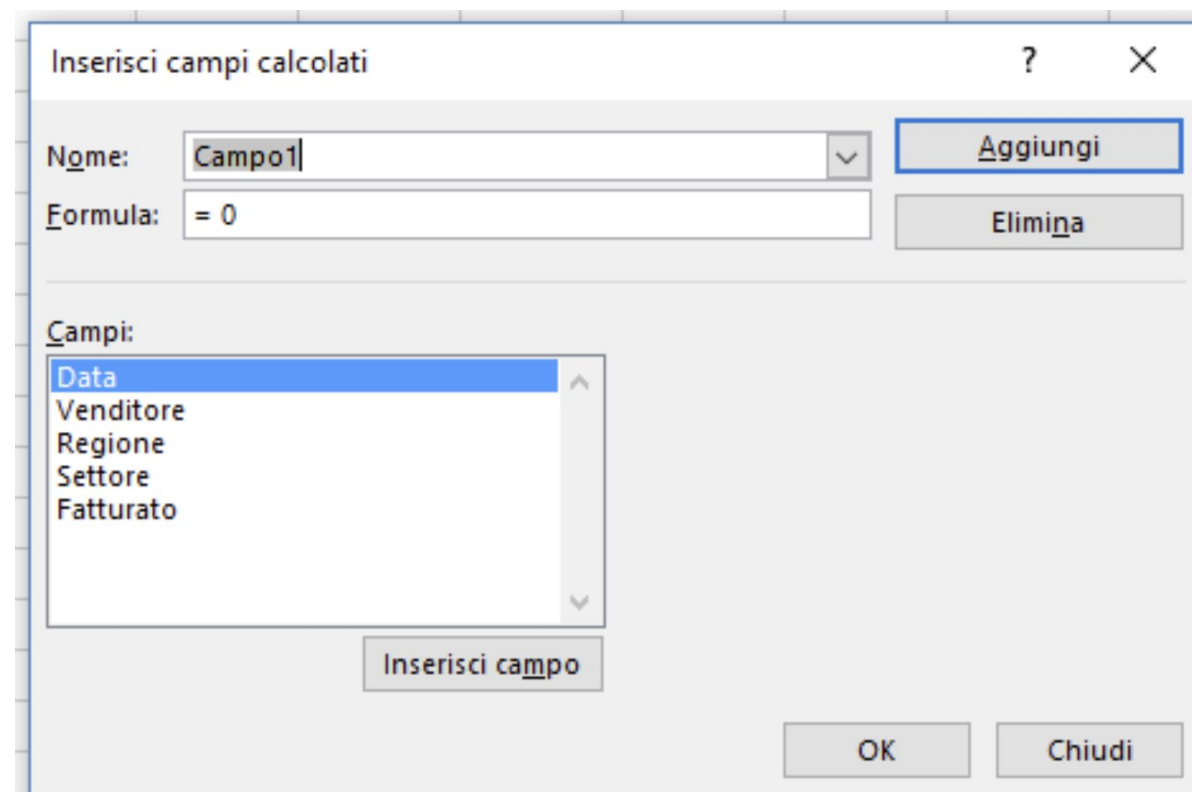 Inserisci campi calcolati ?
Nome: Campo1 Aggiungi
Formula: = 0 Elimina
Campi:
Data
Venditore
Regione
Settore
Fatturato
Inserisci campo
OK Chiudi